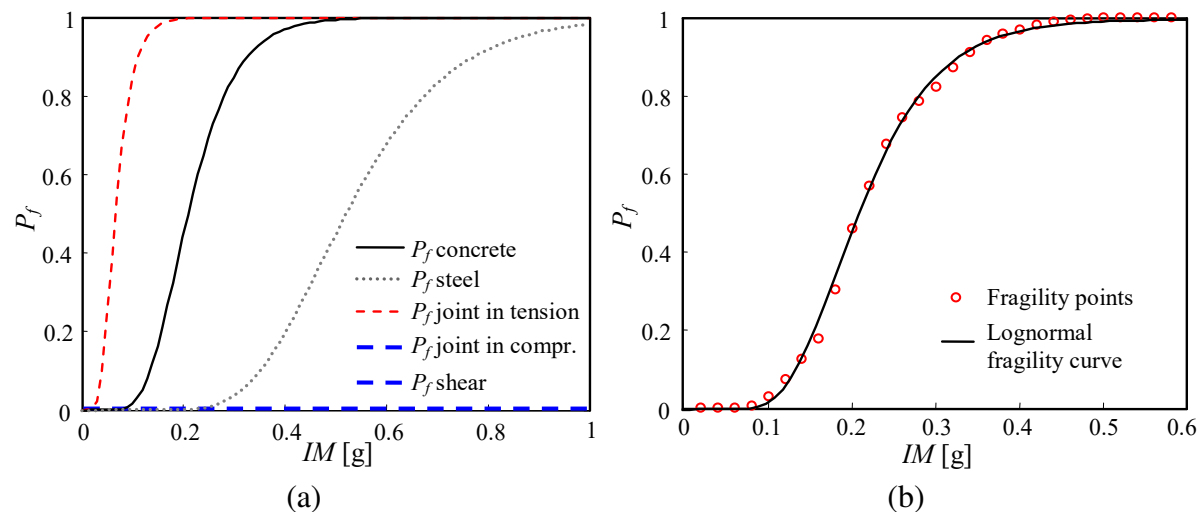 1
0.8
0.6
0.4
0.2
0
P_f
0 0.2 0.4 0.6 0.8 1
IM [g]
P_f concrete
P_f steel
P_f joint in tension
P_f joint in compr.
P_f shear
(a)
1
0.8
0.6
0.4
0.2
0
P_f
0 0.1 0.2 0.3 0.4 0.5 0.6
IM [g]
Fragility points
Lognormal
fragility curve
(b)